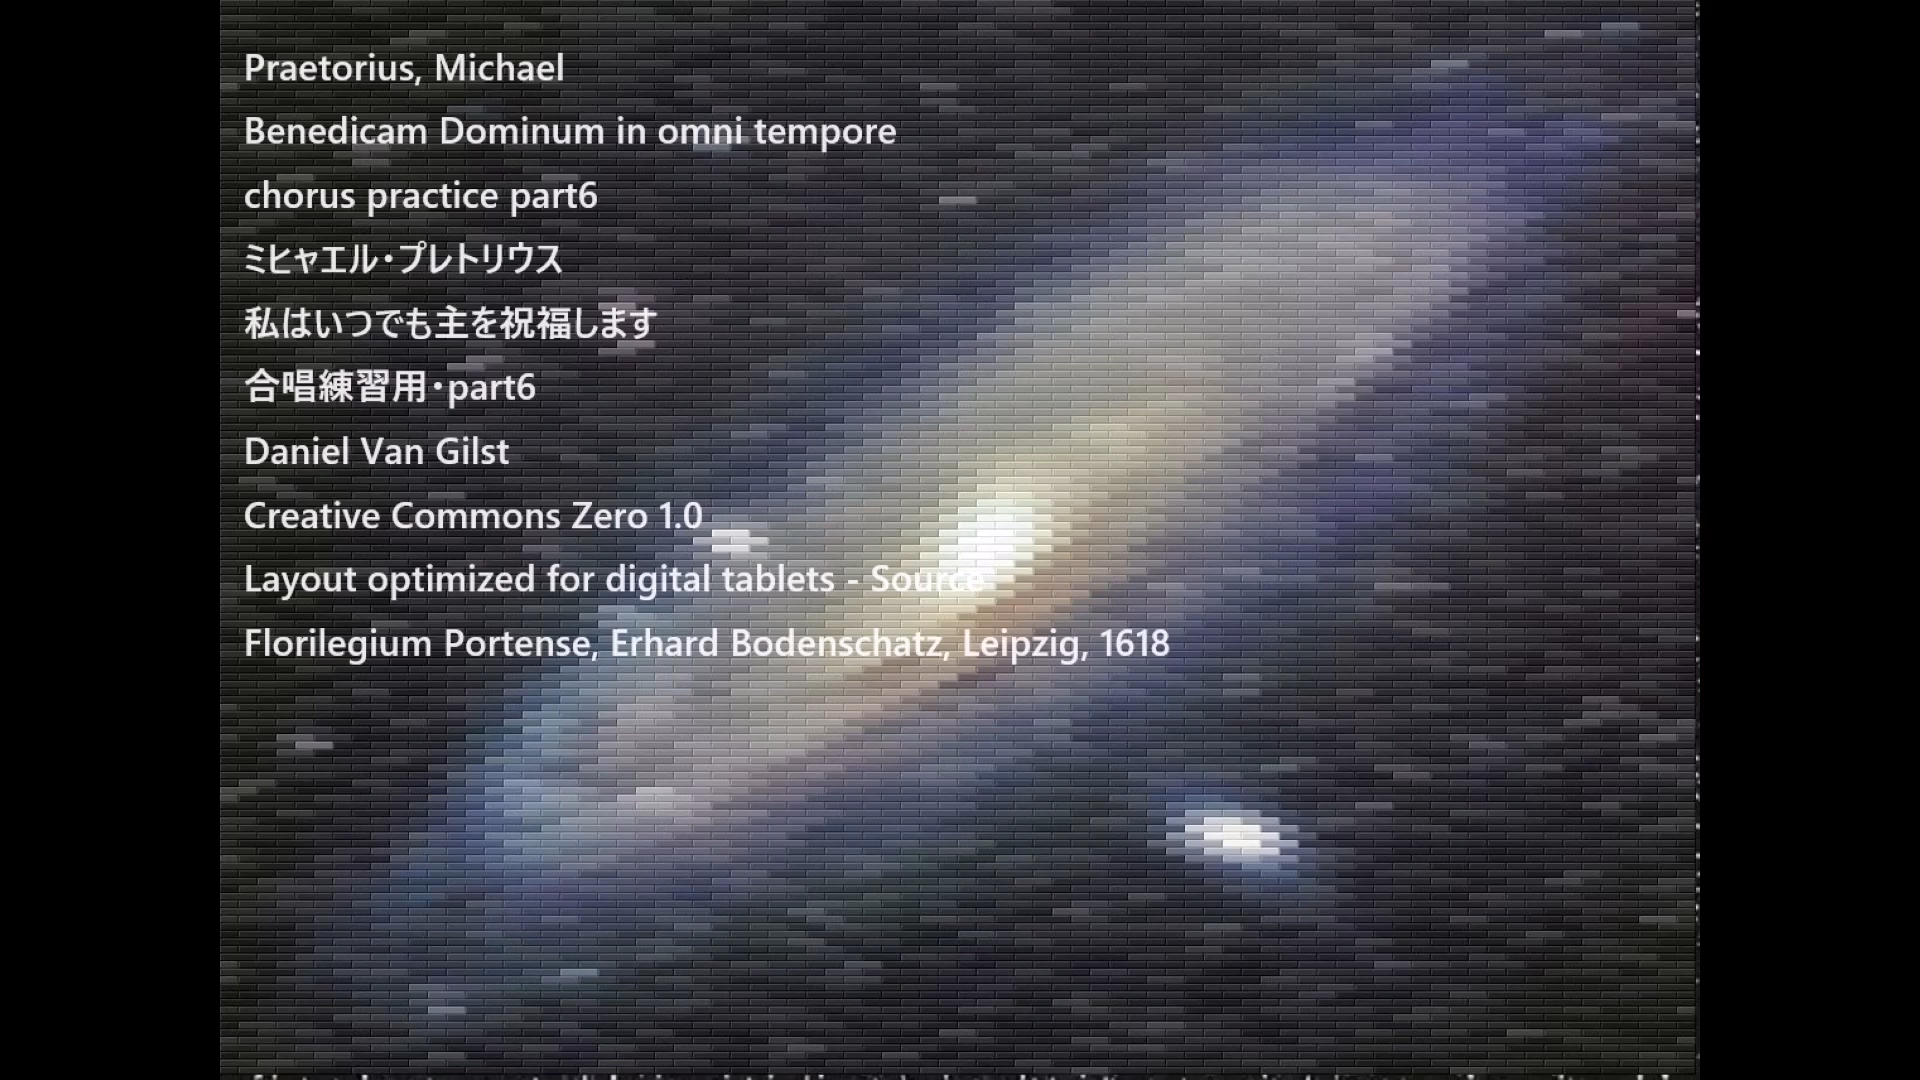 Praetorius, Michael
Benedicam Dominum in omni tempore
chorus practice part6
ミヒャエル・プレトリウス
私はいつでも主を祝福します
合唱練習用・part6
Daniel Van Gilst
Creative Commons Zero 1.0
Layout optimized for digital tablets - Source
Florilegium Portense, Erhard Bodenschatz, Leipzig, 1618